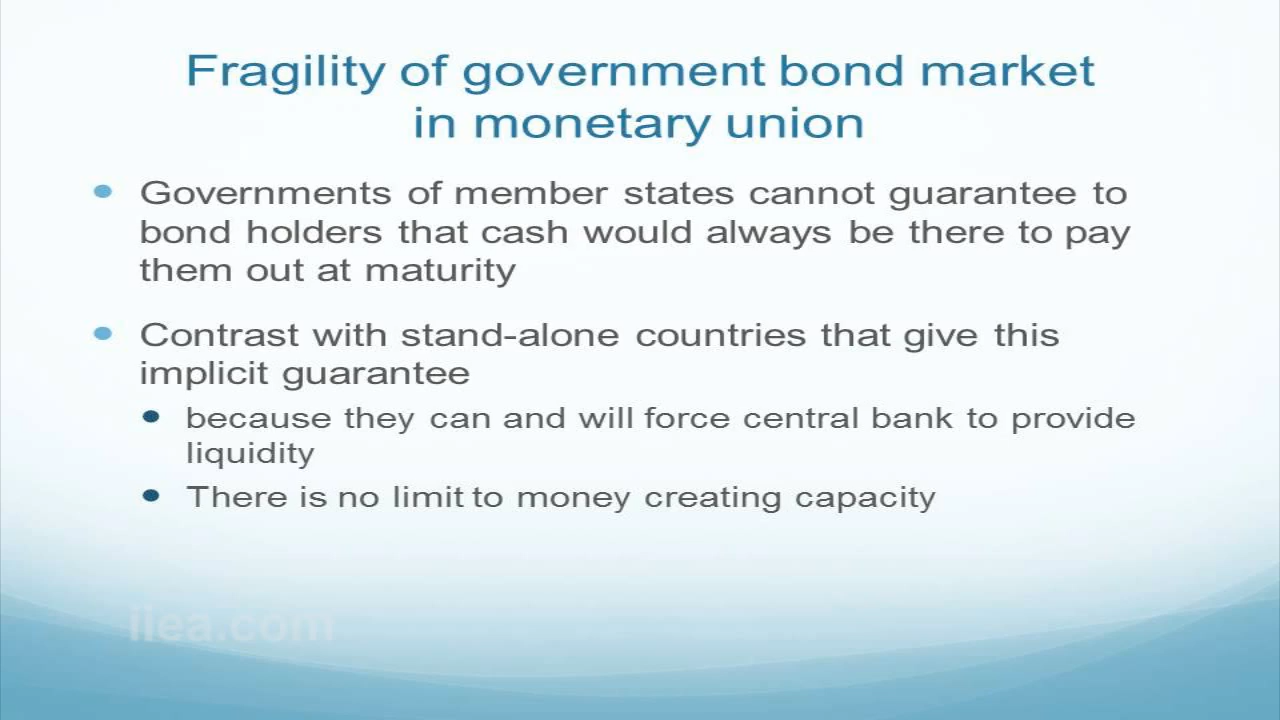 Fragility of government bond market
in monetary union
Governments of member states cannot guarantee to
bond holders that cash would always be there to pay
them out at maturity
Contrast with stand-alone countries that give this
implicit guarantee
because they can and will force central bank to provide
liquidity
There is no limit to money creating capacity
ilea.com